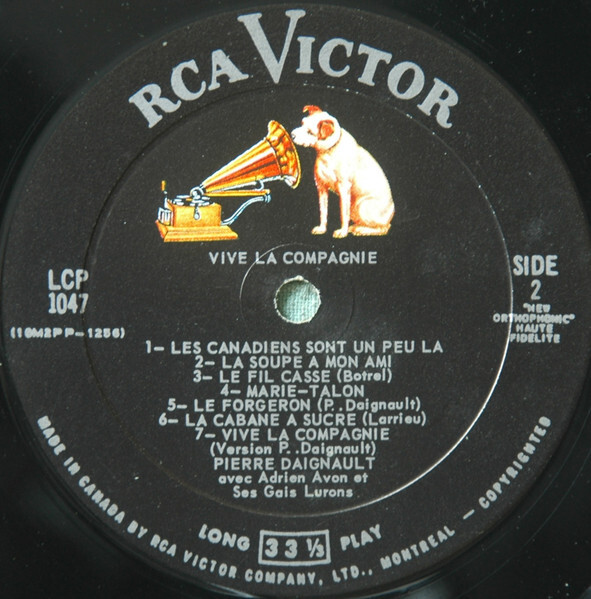 RCA VICTOR
VIVE LA COMPAGNIE
LCP
1047
(10M2PP-1256)
SIDE
2
"NEW
ORTHOPHONIC"
HAUTE
FIDELITE
1- LES CANADIENS SONT UN PEU LA
2- LA SOUPE A MON AMI
3- LE FIL CASSE (Botrel)
4- MARIE-TALON
5- LE FORGERON (P. .Daignault)
6- LA CABANE A SUCRE (Larrieu)
7- VIVE LA COMPAGNIE
(Version P. .Daignault)
PIERRE DAIGNAULT
avec Adrien Avon et
Ses Gais Lurons
LONG 33 1/3 PLAY
MADE IN CANADA BY RCA VICTOR COMPANY, LTD., MONTREAL — COPYRIGHTED